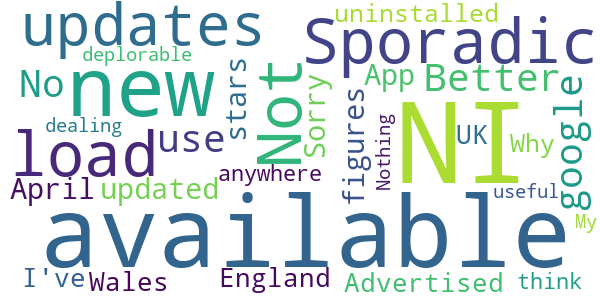 updates
uninstalled
Sporadic
deplorable
No
new
stars
Not
Sorry
App
Better
google
dealing
load
use
figures
NI
UK
Why
Nothing
anywhere
April
updated
useful
available
My
I've
Wales
England
Advertised
think